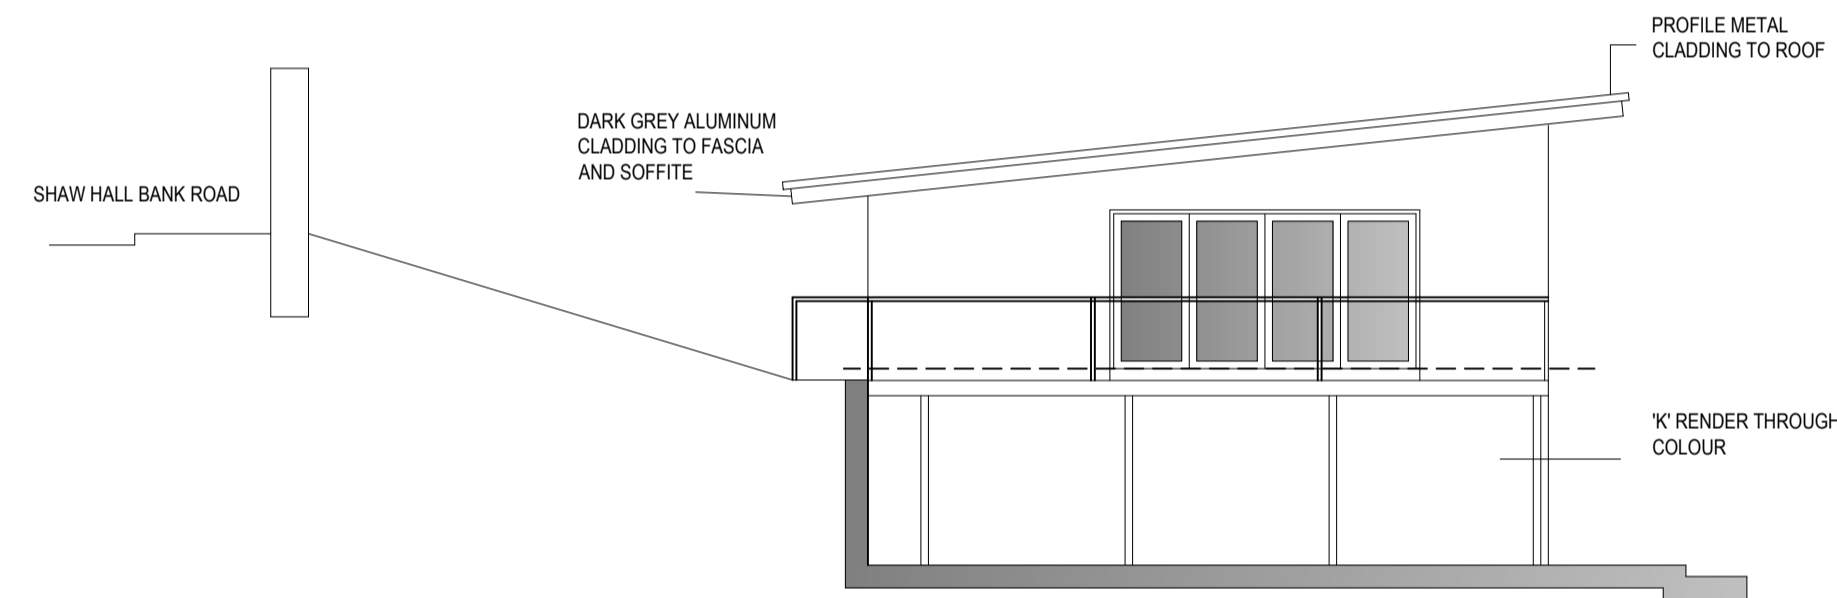 PROFILE METAL
CLADDING TO ROOF
DARK GREY ALUMINUM
CLADDING TO FASCIA
AND SOFFITE
SHAW HALL BANK ROAD
'K' RENDER THROUGH
COLOUR